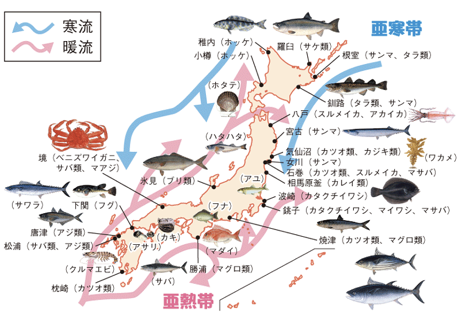 寒流
暖流
亜寒帯
稚内（ホッケ）
小樽（ホッケ）
羅臼（サケ類）
根室（サンマ、タラ類）
（ホタテ）
釧路（タラ類、サンマ）
八戸（スルメイカ、アカイカ）
（ハタハタ）
宮古（サンマ）
気仙沼（カツオ類、カジキ類）
（ワカメ）
女川（サンマ）
石巻（カツオ類、スルメイカ、マサバ）
相馬原釜（カレイ類）
境（ベニズワイガニ、
サバ類、マアジ）
氷見（ブリ類）
（アユ）
波崎（カタクチイワシ）
銚子（カタクチイワシ、マイワシ、マサバ）
（サワラ）
下関（フグ）
（フナ）
唐津（アジ類）
（カキ）
（アサリ）
（マダイ）
焼津（カツオ類、マグロ類）
松浦（サバ類、アジ類）
（クルマエビ）
（サバ）
勝浦（マグロ類）
枕崎（カツオ類）
亜熱帯